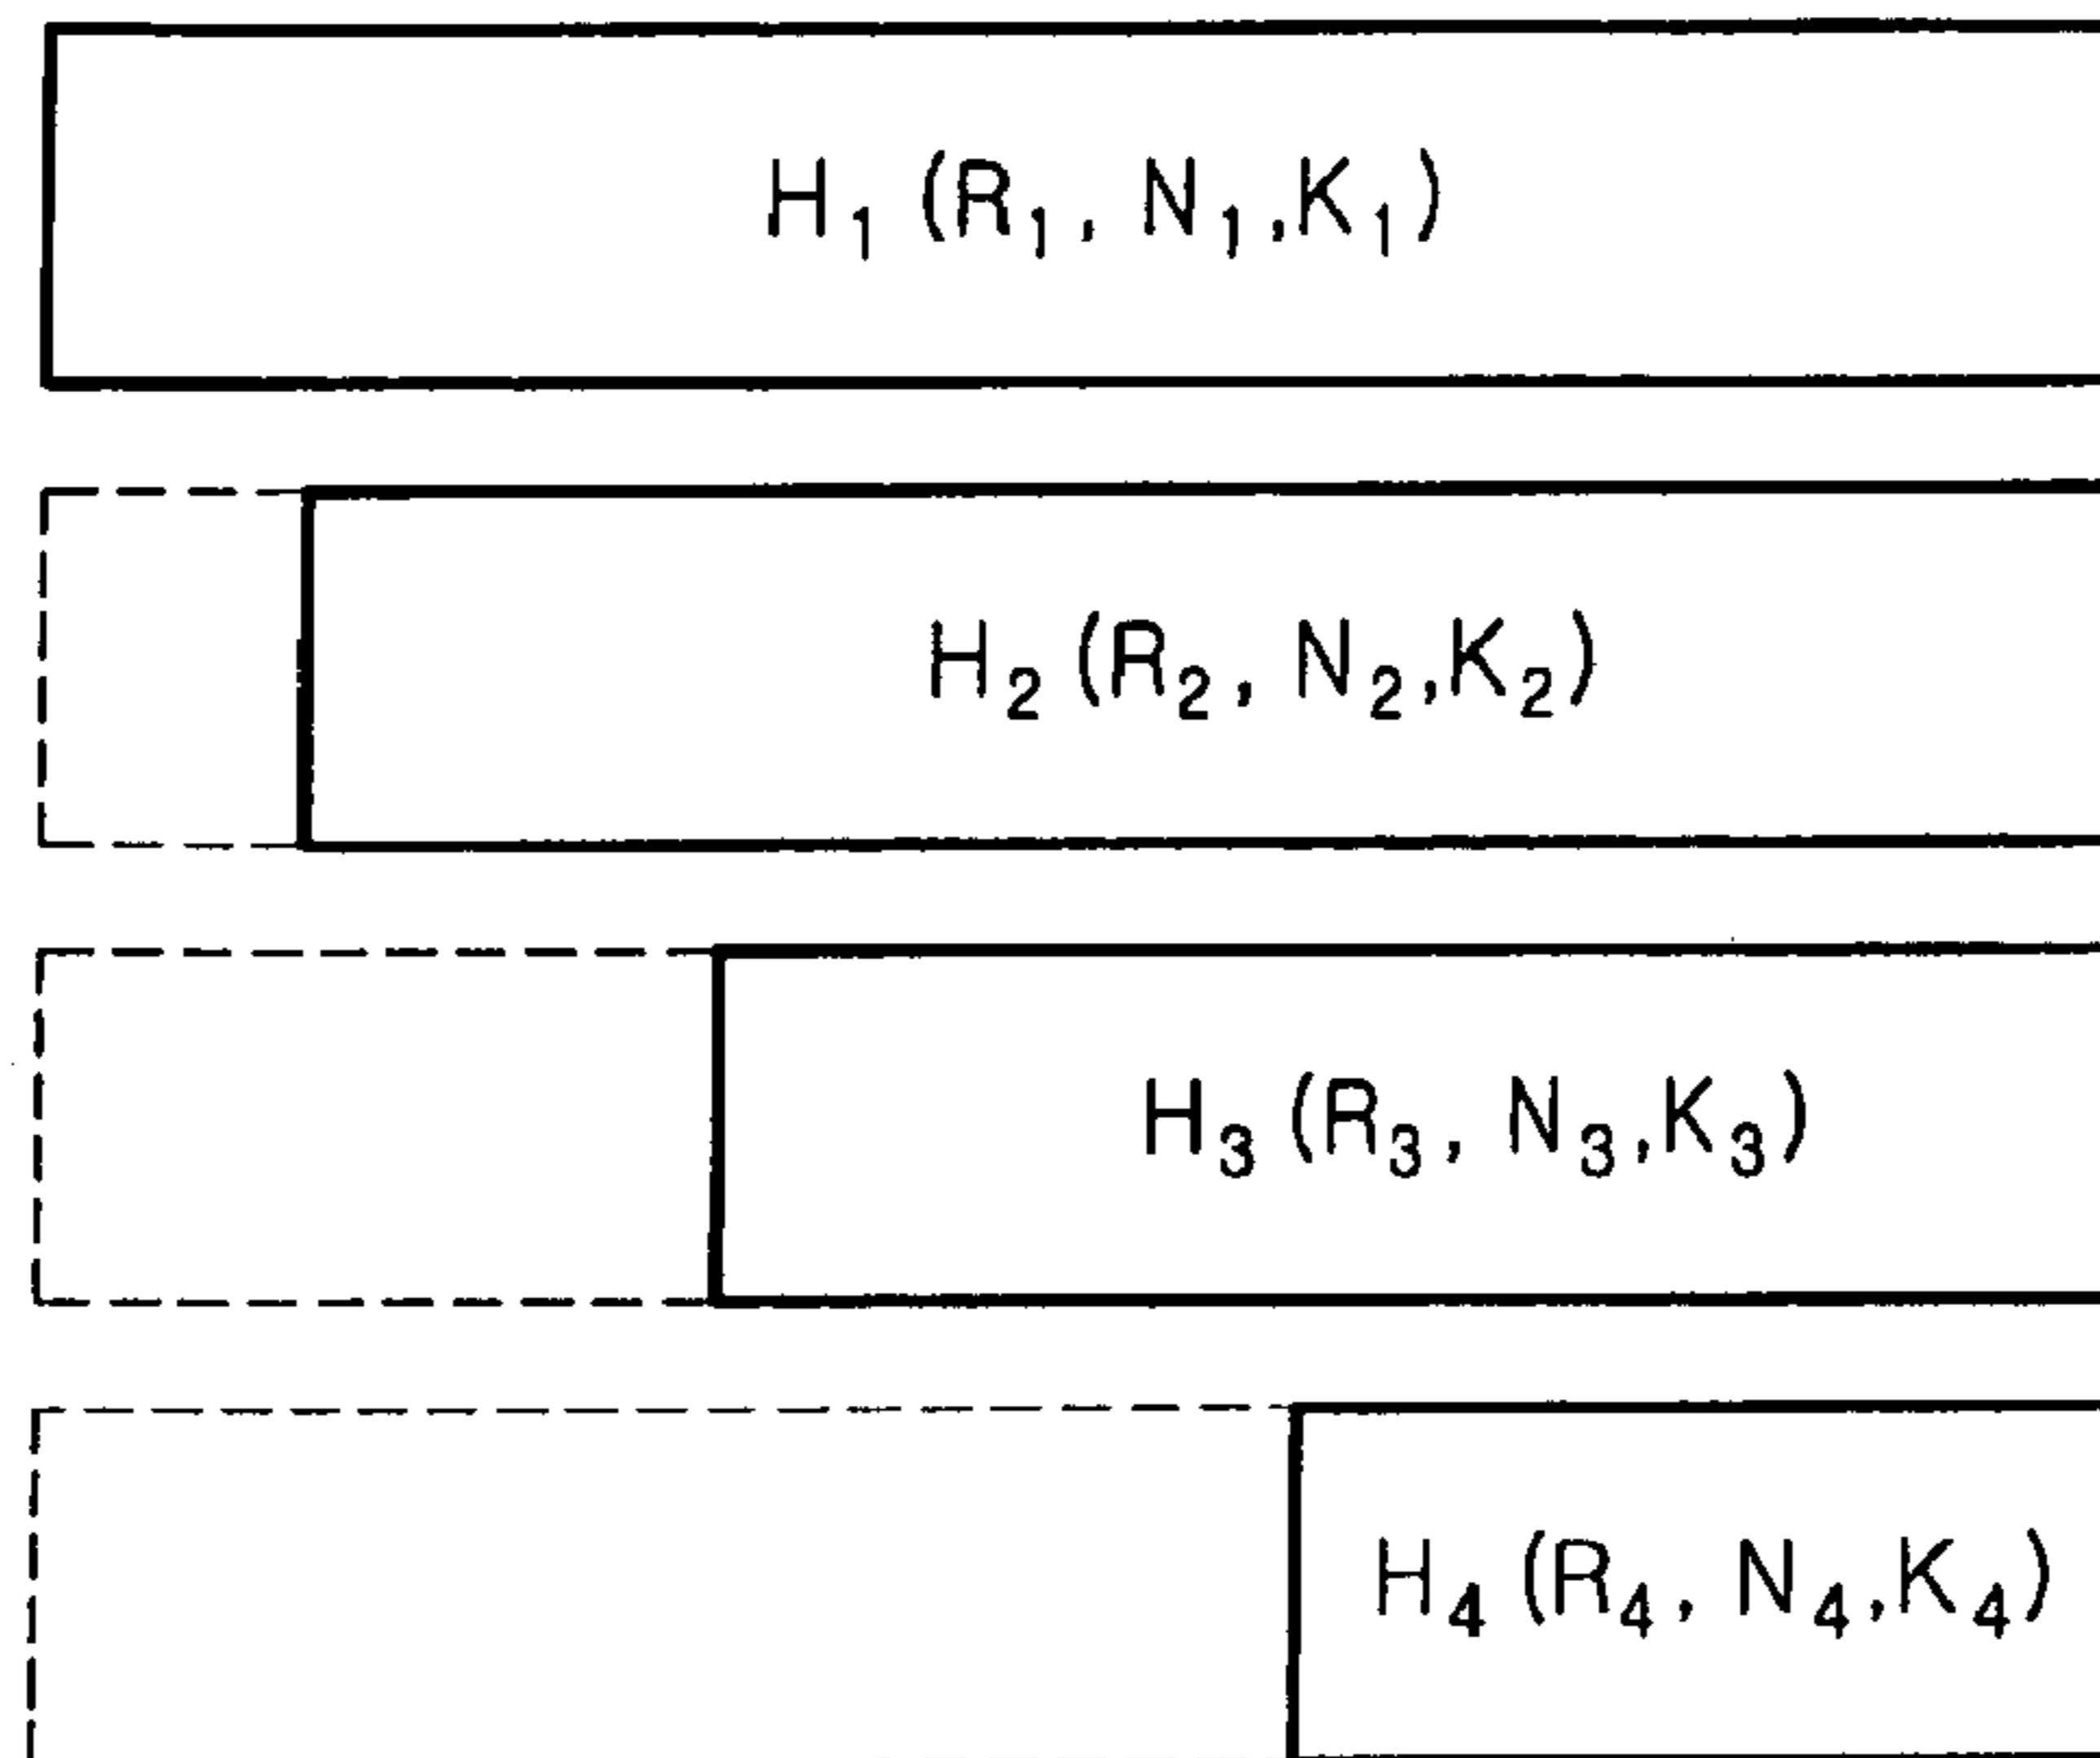 H₁ (R₁, N₁,K₁)
H₂ (R₂, N₂,K₂)
H₃ (R₃, N₃,K₃)
H₄ (R₄, N₄,K₄)